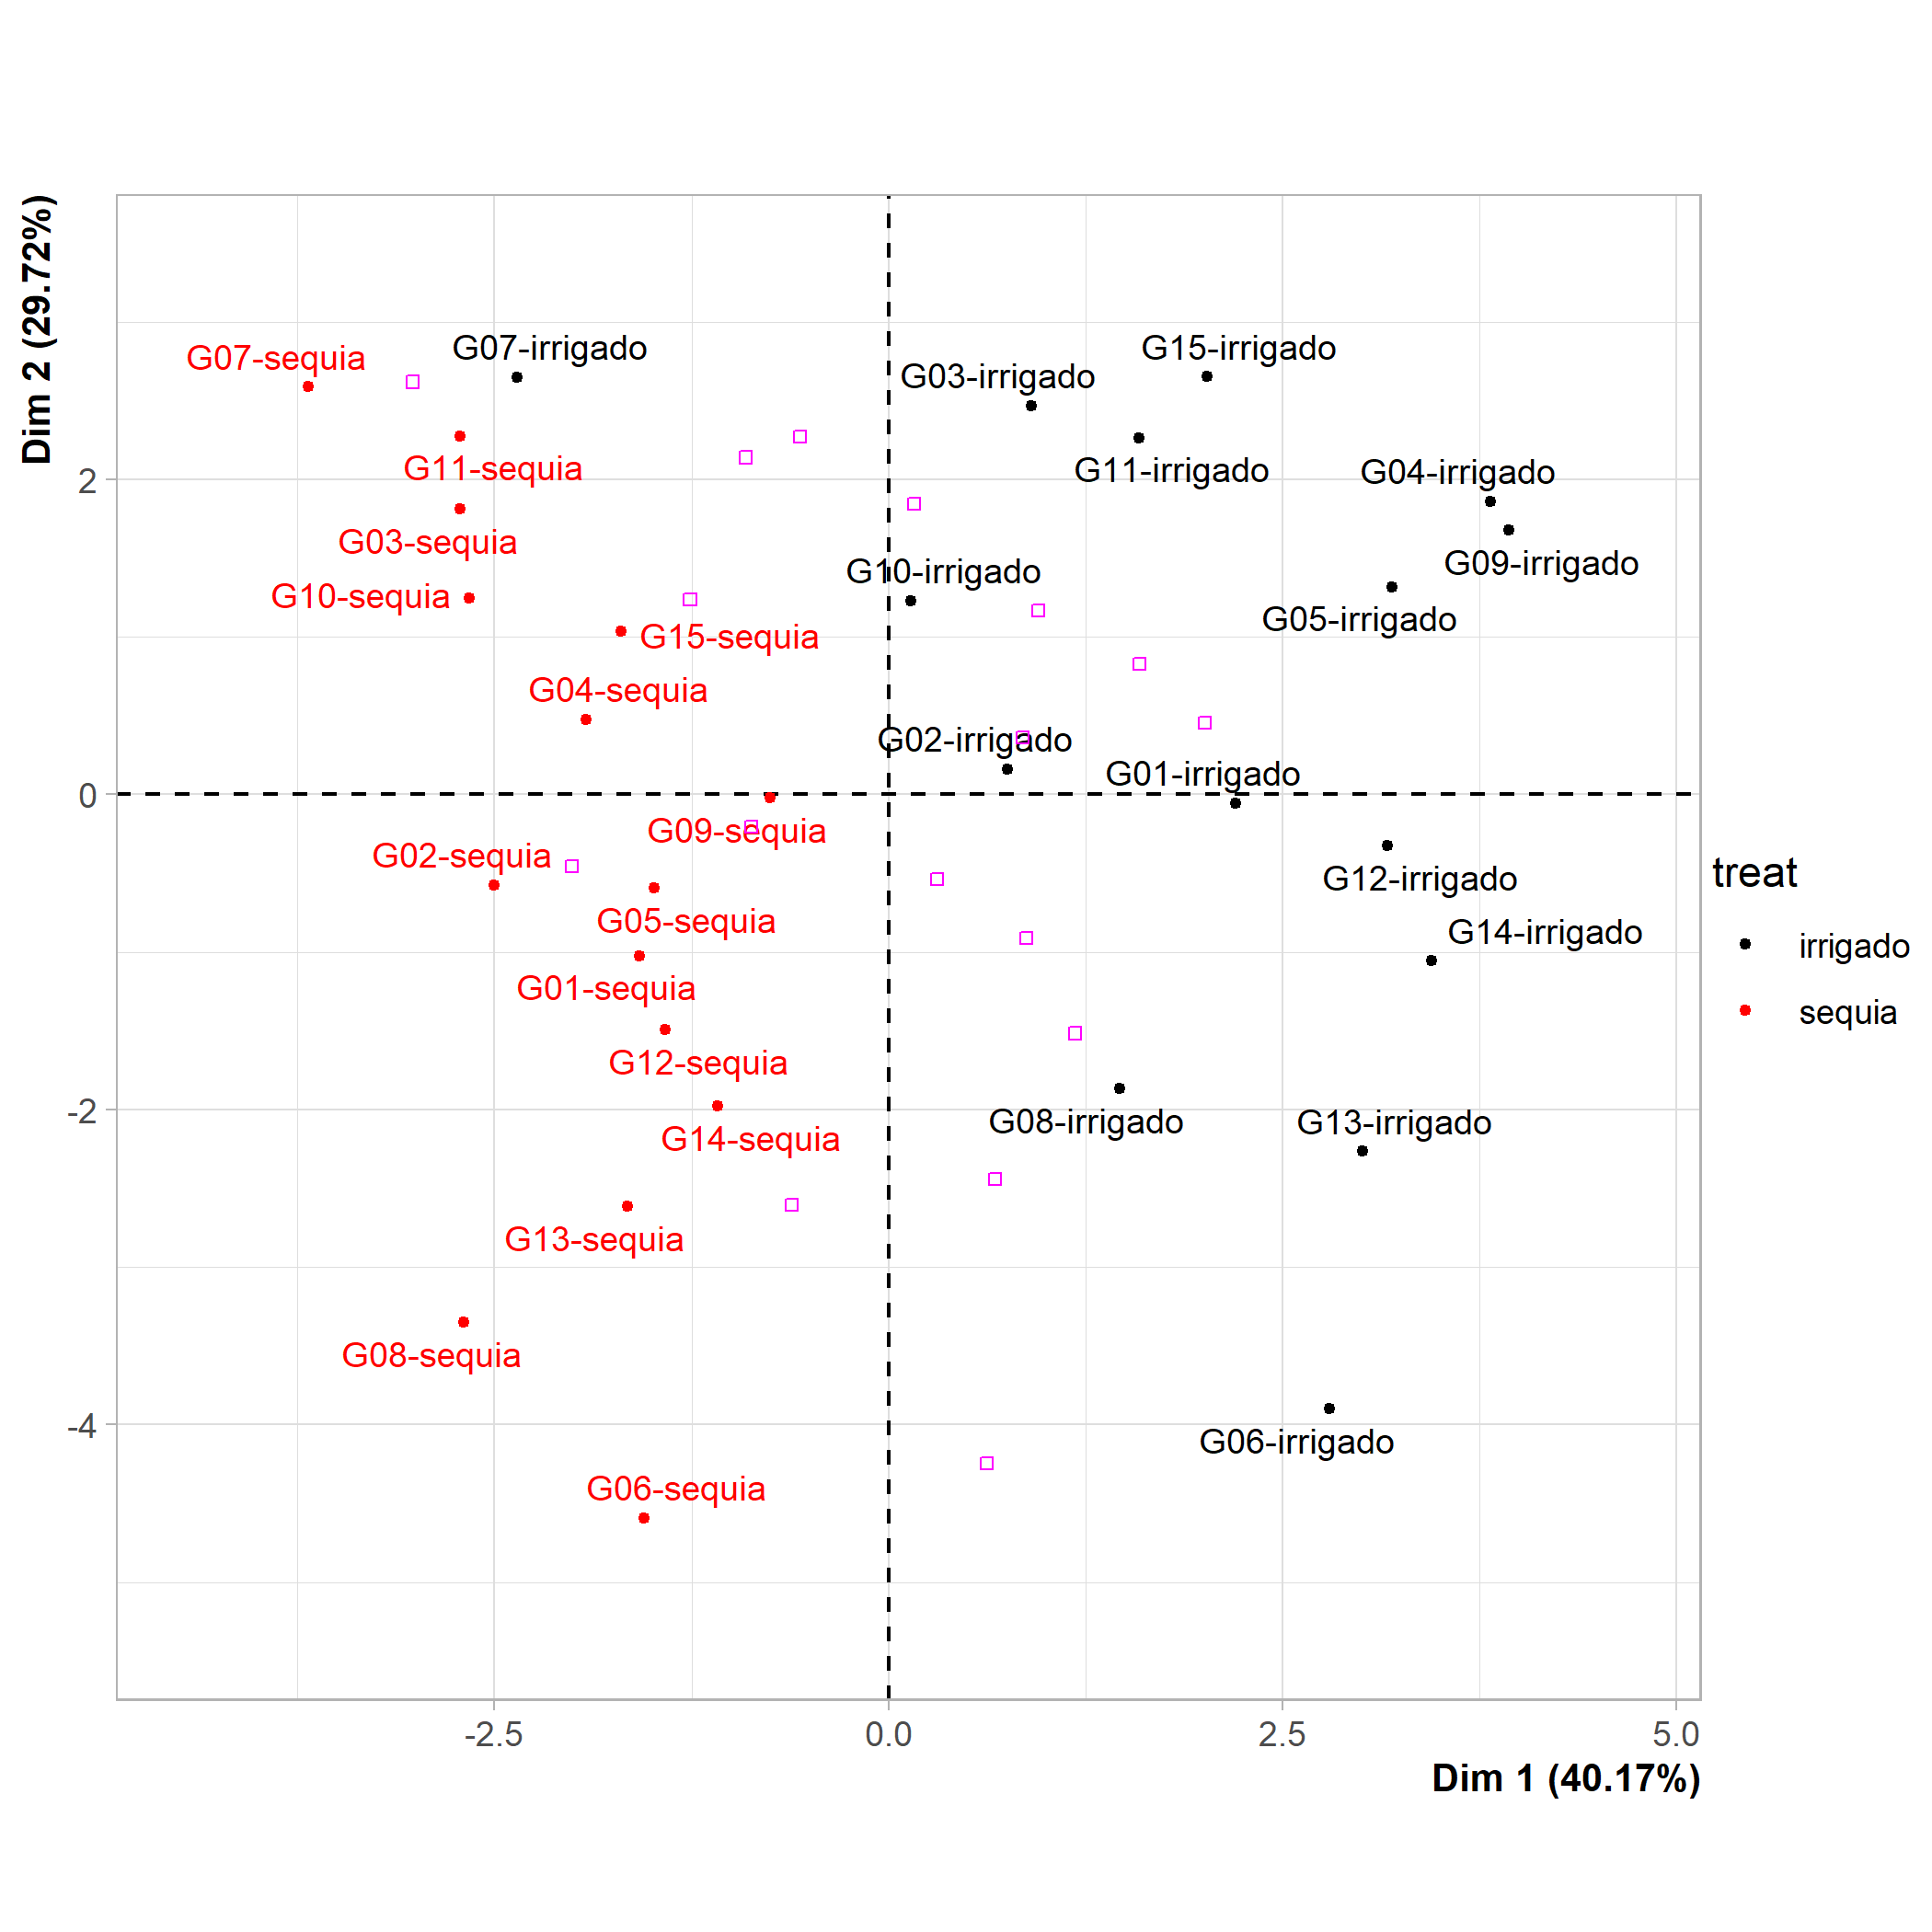 Dim 2 (29.72%)
G07-irrigado
G15-irrigado
G07-sequia
G03-irrigado
G11-sequia
G11-irrigado
G04-irrigado
2
G03-sequia
G09-irrigado
G10-irrigado
G10-sequia
G05-irrigado
G15-sequia
G04-sequia
G02-irrigado
G01-irrigado
0
G09-sequia
G02-sequia
treat
G12-irrigado
G05-sequia
G14-irrigado
irrigado
G01-sequia
sequia
G12-sequia
-2
G08-irrigado
G13-irrigado
G14-sequia
G13-sequia
G08-sequia
-4
G06-irrigado
G06-sequia
-2.5
0.0
2.5
5.0
Dim 1 (40.17%)